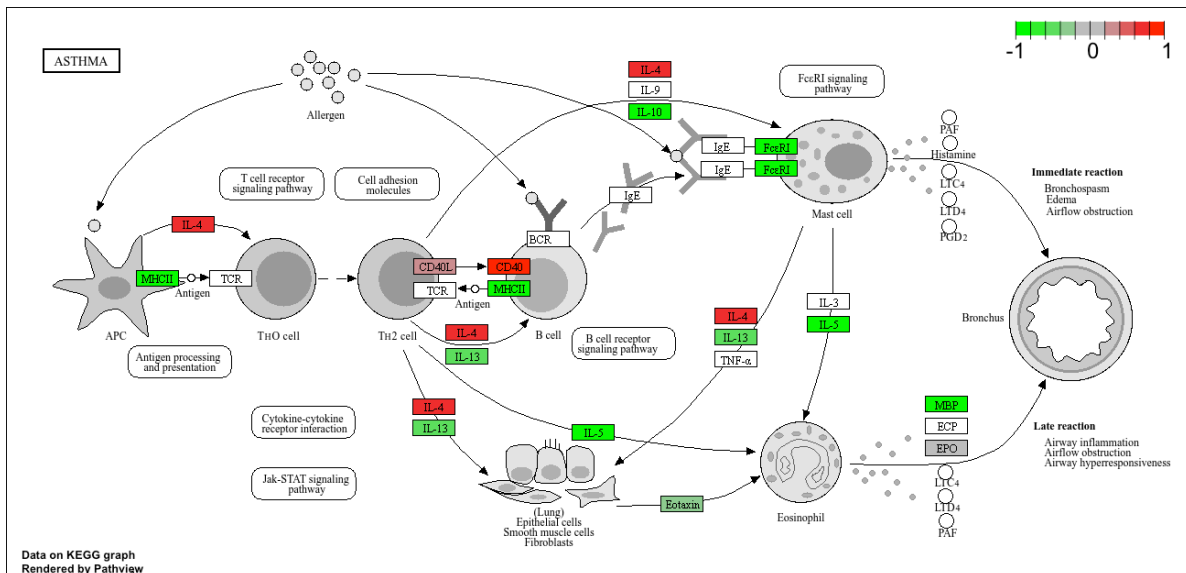 ASTHMA
-1
0
1
Allergen
IL-4
IL-9
IL-10
FcεRI signaling
pathway
T cell receptor
signaling pathway
Cell adhesion
molecules
IgE
FcεRI
IgE
FcεRI
IgE
Mast cell
PAF
Histamine
LTC4
LTD4
PGD2
Immediate reaction
Bronchospasm
Edema
Airflow obstruction
IL-4
MHCII
TCR
Antigen
APC
TH0 cell
CD40L
CD40
TCR
MHCII
Antigen
BCR
TH2 cell
B cell
IL-4
IL-13
B cell receptor
signaling pathway
IL-4
IL-13
TNF-α
IL-3
IL-5
Bronchus
Antigen processing
and presentation
Cytokine-cytokine
receptor interaction
Jak-STAT signaling
pathway
IL-4
IL-13
IL-5
(Lung)
Epithelial cells
Smooth muscle cells
Fibroblasts
Eotaxin
Eosinophil
MBP
ECP
EPO
LTC4
LTD4
PAF
Late reaction
Airway inflammation
Airflow obstruction
Airway hyperresponsiveness
Data on KEGG graph
Rendered by Pathview